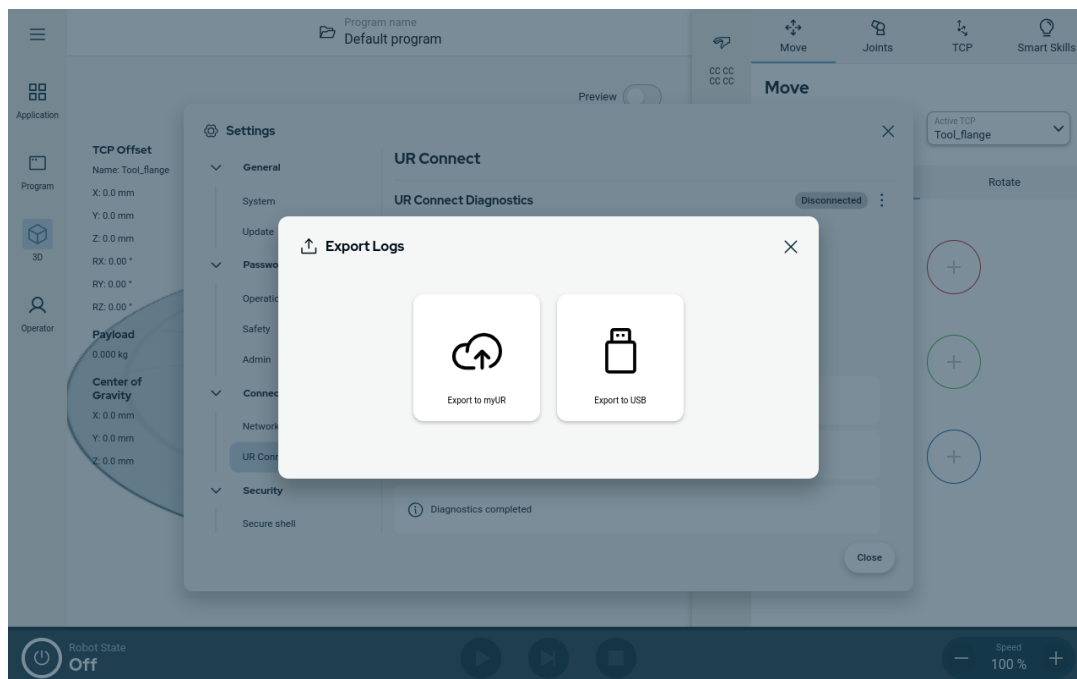 Program name
Default program
Application
Program
3D
Operator
TCP Offset
Name: Tool_flange
X: 0.0 mm
Y: 0.0 mm
Z: 0.0 mm
RX: 0.00 °
RY: 0.00 °
RZ: 0.00 °
Payload
0.000 kg
Center of
Gravity
X: 0.0 mm
Y: 0.0 mm
Z: 0.0 mm
Preview
CC CC
CC CC
Move
Joints
TCP
Smart Skills
Move
Active TCP
Tool_flange
Rotate
Settings
General
System
Update
Passwo
Operatio
Safety
Admin
Connec
Network
UR Conn
Security
Secure shell
UR Connect
UR Connect Diagnostics
Disconnected
Export Logs
Export to myUR
Export to USB
Diagnostics completed
Close
Robot State
Off
Speed
100 %